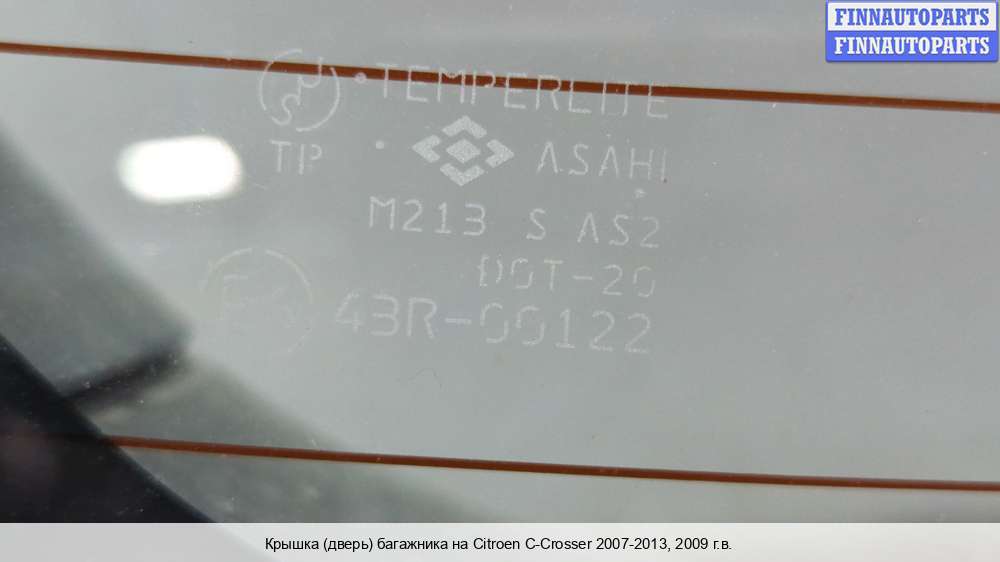 FINNAUTOPARTS
FINNAUTOPARTS
TEMPERLITE
TP ASAHI
M213 S AS2
DOT-20
43R-00122
Крышка (дверь) багажника на Citroen C-Crosser 2007-2013, 2009 г.в.